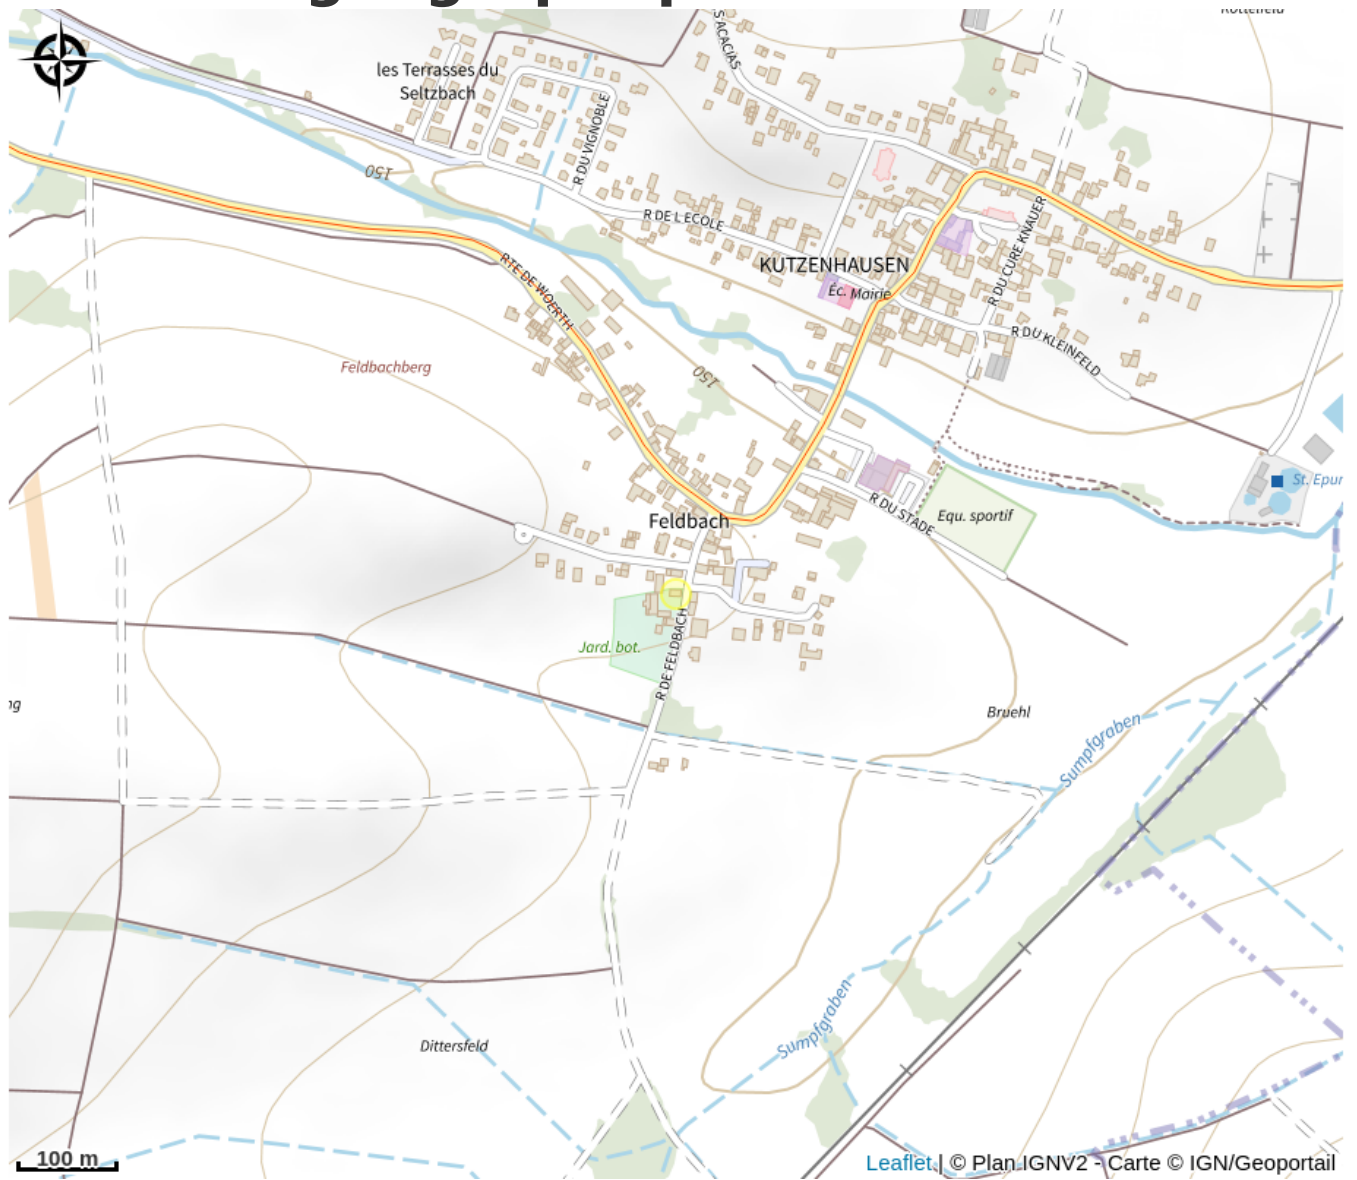 S ACACIAS
les Terrasses du
Seltzbach
R DU VIGNOBLE
150
R DE L ECOLE
R DU CURE KNAUER
KUTZENHAUSEN
Éc. Mairie
RTE DE WOERTH
R DU KLEINFELD
Feldbachberg
150
St. Epur
R DU STADE
Equ. sportif
Feldbach
Jard. bot.
R DE FELDBACH
ng
Bruehl
Sumpfgraben
Sumpfgraben
Dittersfeld
100 m
Leaflet | © Plan IGNV2 - Carte © IGN/Geoportail